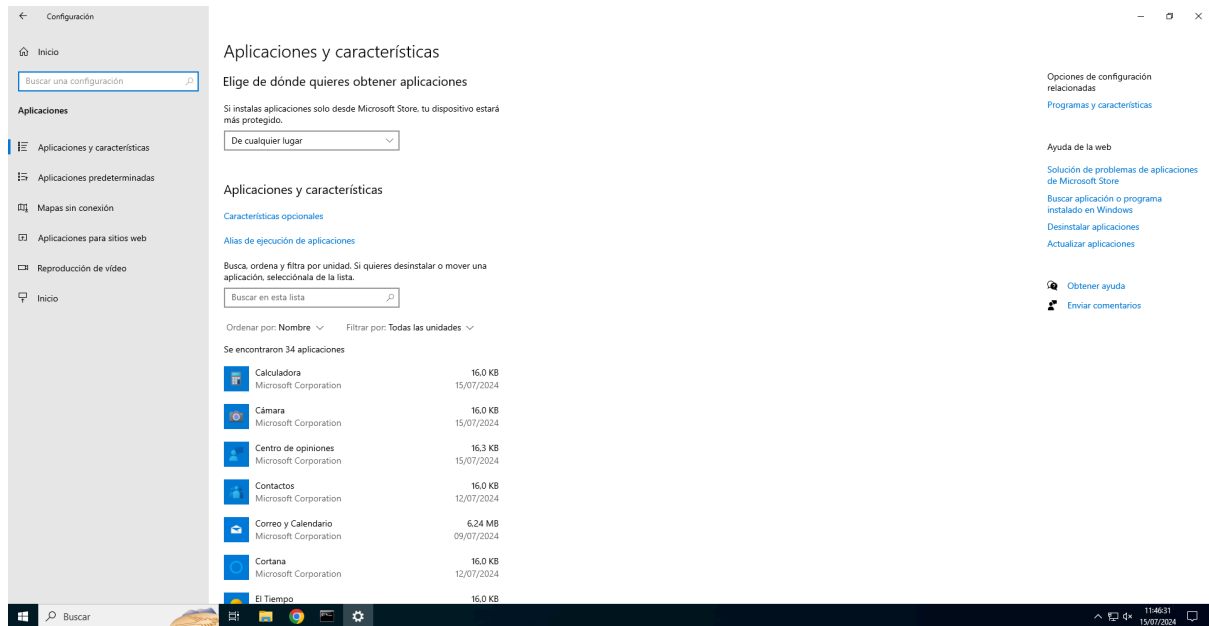 Configuración
Inicio
Buscar una configuración
Aplicaciones
Aplicaciones y características
Aplicaciones predeterminadas
Mapas sin conexión
Aplicaciones para sitios web
Reproducción de vídeo
Inicio
Aplicaciones y características
Elige de dónde quieres obtener aplicaciones
Si instalas aplicaciones solo desde Microsoft Store, tu dispositivo estará
más protegido.
De cualquier lugar
Aplicaciones y características
Características opcionales
Alias de ejecución de aplicaciones
Busca, ordena y filtra por unidad. Si quieres desinstalar o mover una
aplicación, selecciónala de la lista.
Buscar en esta lista
Ordenar por: Nombre Filtrar por: Todas las unidades
Se encontraron 34 aplicaciones
Calculadora 16,0 KB
Microsoft Corporation 15/07/2024
Cámara 16,0 KB
Microsoft Corporation 15/07/2024
Centro de opiniones 16,3 KB
Microsoft Corporation 15/07/2024
Contactos 16,0 KB
Microsoft Corporation 12/07/2024
Correo y Calendario 6,24 MB
Microsoft Corporation 09/07/2024
Cortana 16,0 KB
Microsoft Corporation 12/07/2024
El Tiempo 16,0 KB
Opciones de configuración
relacionadas
Programas y características
Ayuda de la web
Solución de problemas de aplicaciones
de Microsoft Store
Buscar aplicación o programa
instalado en Windows
Desinstalar aplicaciones
Actualizar aplicaciones
Obtener ayuda
Enviar comentarios
Buscar
11:46:31
15/07/2024